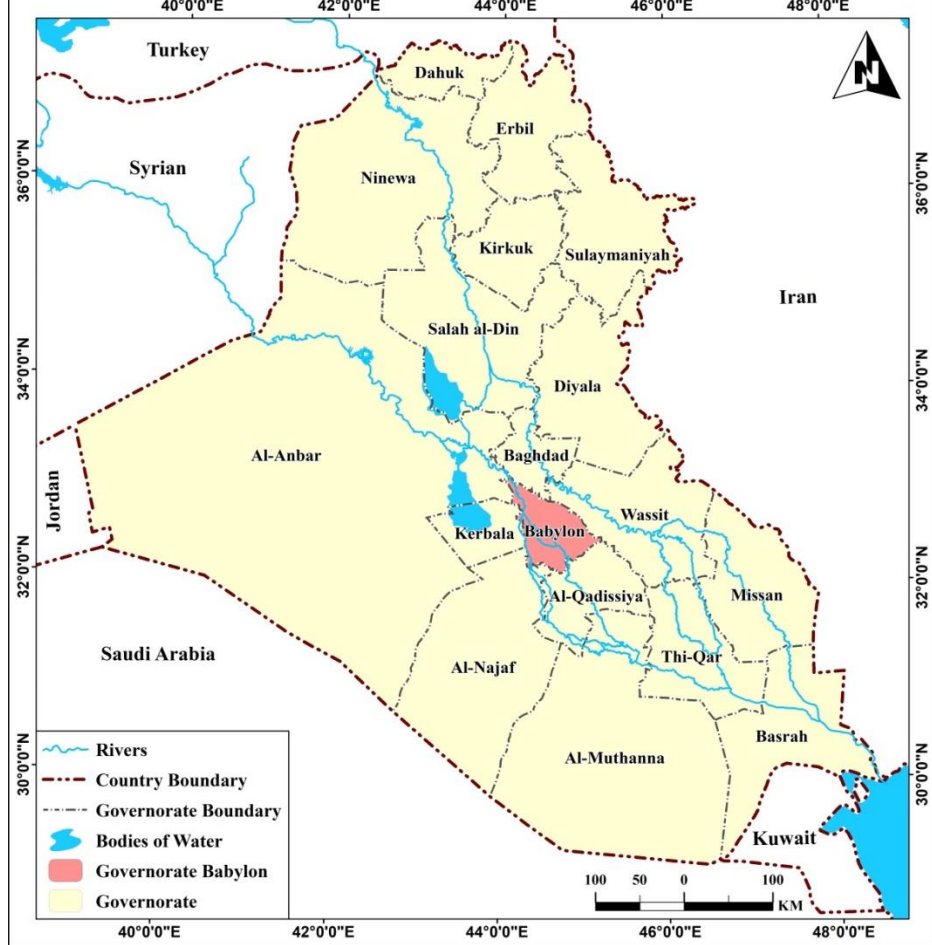 40°0'0"E 42°0'0"E 44°0'0"E 46°0'0"E 48°0'0"E
Turkey
Dahuk
N
Erbil
Syrian
Ninewa
36°0'0"N
36°0'0"N
Kirkuk
Sulaymaniyah
Iran
Salah al-Din
34°0'0"N
34°0'0"N
Diyala
Al-Anbar
Baghdad
Jordan
Wassit
Kerbala
Babylon
32°0'0"N
32°0'0"N
Al-Qadissiya
Missan
Saudi Arabia
Al-Najaf
Thi-Qar
Basrah
Al-Muthanna
30°0'0"N
30°0'0"N
Kuwait
Rivers
Country Boundary
Governorate Boundary
Bodies of Water
Governorate Babylon
Governorate
100 50 0 100
KM
40°0'0"E 42°0'0"E 44°0'0"E 46°0'0"E 48°0'0"E